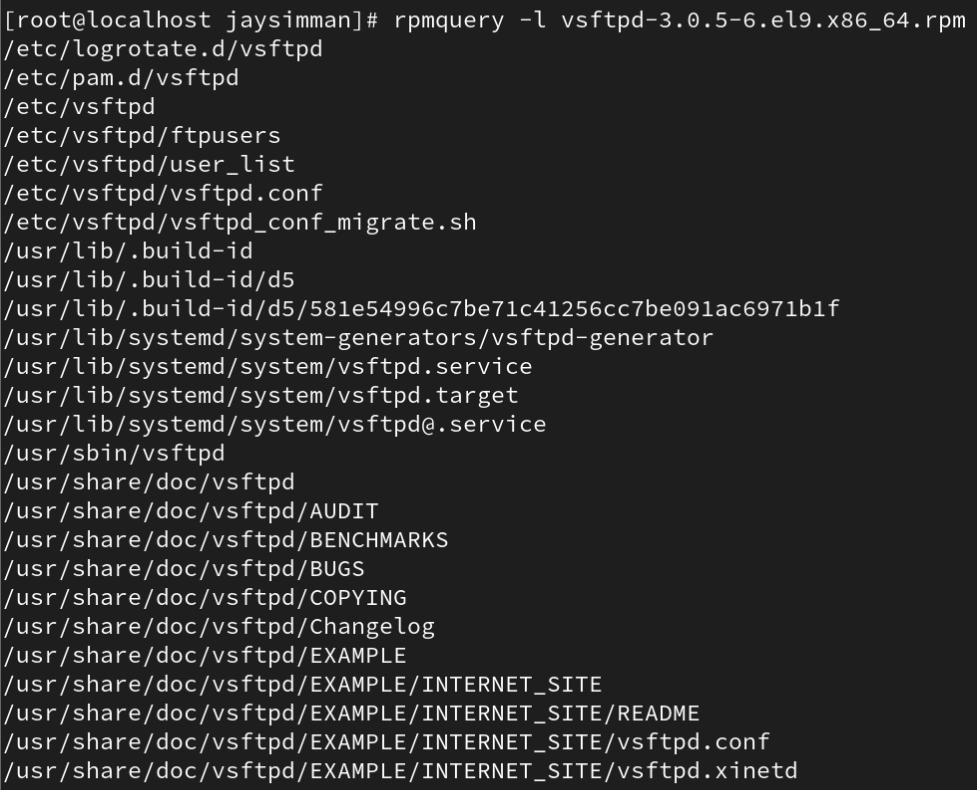 [root@localhost jaysimman]# rpmquery -l vsftpd-3.0.5-6.el9.x86_64.rpm
/etc/logrotate.d/vsftpd
/etc/pam.d/vsftpd
/etc/vsftpd
/etc/vsftpd/ftpusers
/etc/vsftpd/user_list
/etc/vsftpd/vsftpd.conf
/etc/vsftpd/vsftpd_conf_migrate.sh
/usr/lib/.build-id
/usr/lib/.build-id/d5
/usr/lib/.build-id/d5/581e54996c7be71c41256cc7be091ac6971b1f
/usr/lib/systemd/system-generators/vsftpd-generator
/usr/lib/systemd/system/vsftpd.service
/usr/lib/systemd/system/vsftpd.target
/usr/lib/systemd/system/vsftpd@.service
/usr/sbin/vsftpd
/usr/share/doc/vsftpd
/usr/share/doc/vsftpd/AUDIT
/usr/share/doc/vsftpd/BENCHMARKS
/usr/share/doc/vsftpd/BUGS
/usr/share/doc/vsftpd/COPYING
/usr/share/doc/vsftpd/Changelog
/usr/share/doc/vsftpd/EXAMPLE
/usr/share/doc/vsftpd/EXAMPLE/INTERNET_SITE
/usr/share/doc/vsftpd/EXAMPLE/INTERNET_SITE/README
/usr/share/doc/vsftpd/EXAMPLE/INTERNET_SITE/vsftpd.conf
/usr/share/doc/vsftpd/EXAMPLE/INTERNET_SITE/vsftpd.xinetd